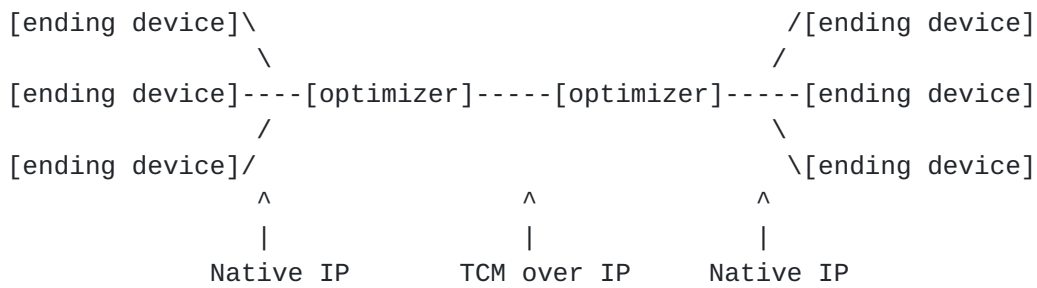 [ending device]\                                  /[ending device]
                \                                /
[ending device]----[optimizer]-----[optimizer]-----[ending device]
                /                                \
[ending device]/                                  \[ending device]
                ^                ^              ^
                |                |              |
             Native IP       TCM over IP     Native IP